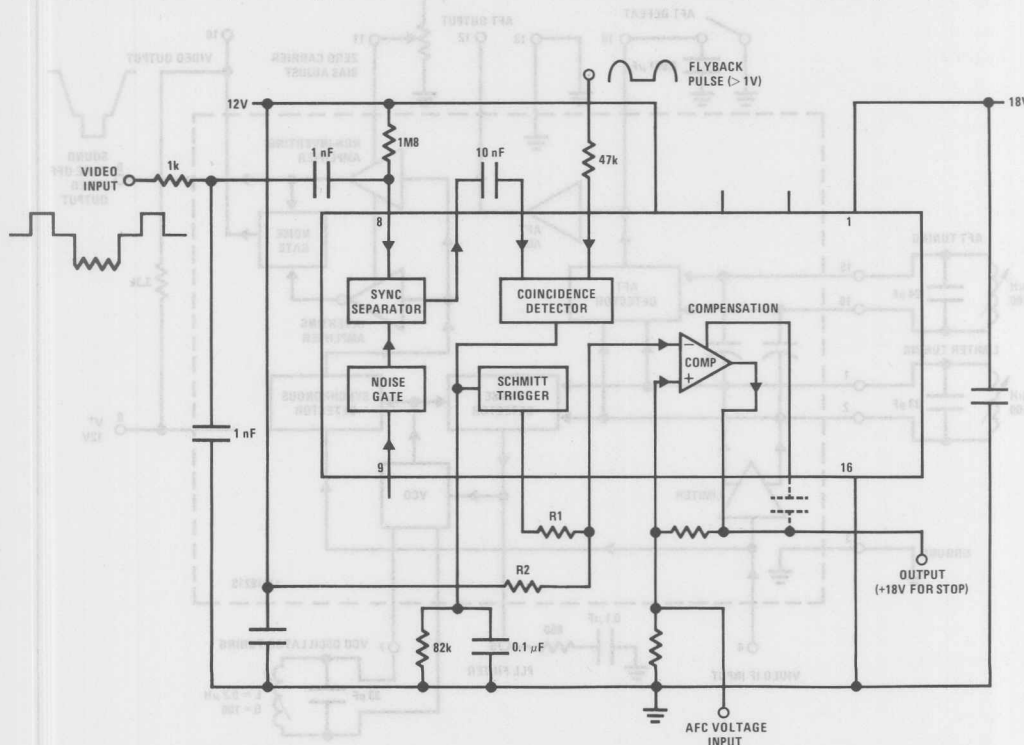 FLYBACK
PULSE (> 1V)
12V
18V
1M8
1k
1 nF
10 nF
47k
VIDEO
INPUT
8
1
SYNC
SEPARATOR
COINCIDENCE
DETECTOR
COMPENSATION
−
COMP
+
NOISE
GATE
SCHMITT
TRIGGER
1 nF
9
16
R1
R2
OUTPUT
(+18V FOR STOP)
82k
0.1 μF
AFC VOLTAGE
INPUT